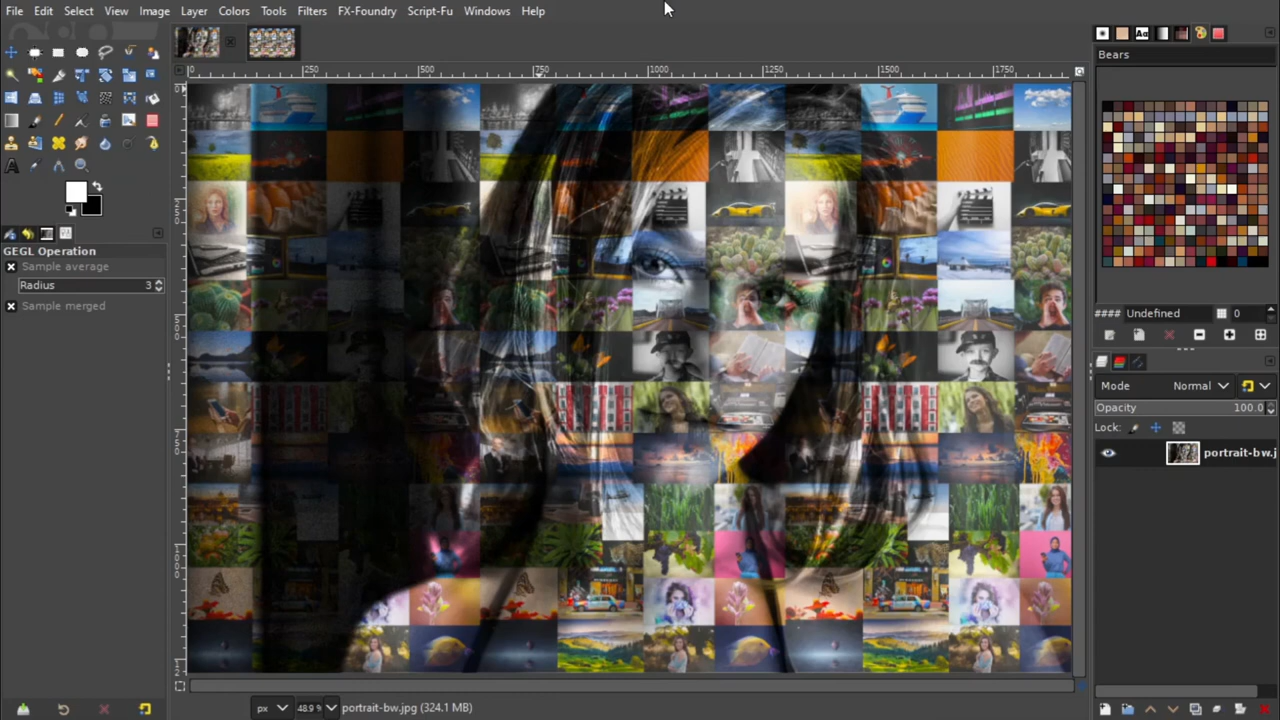 File Edit Select View Image Layer Colors Tools Filters FX-Foundry Script-Fu Windows Help
0 250 500 750 1000 1250 1500 1750
Bears
GEGL Operation
Sample average
Radius 3
Sample merged
#### Undefined 0
Mode Normal
Opacity 100.0
Lock:
portrait-bw.j
px 48.9 % portrait-bw.jpg (324.1 MB)